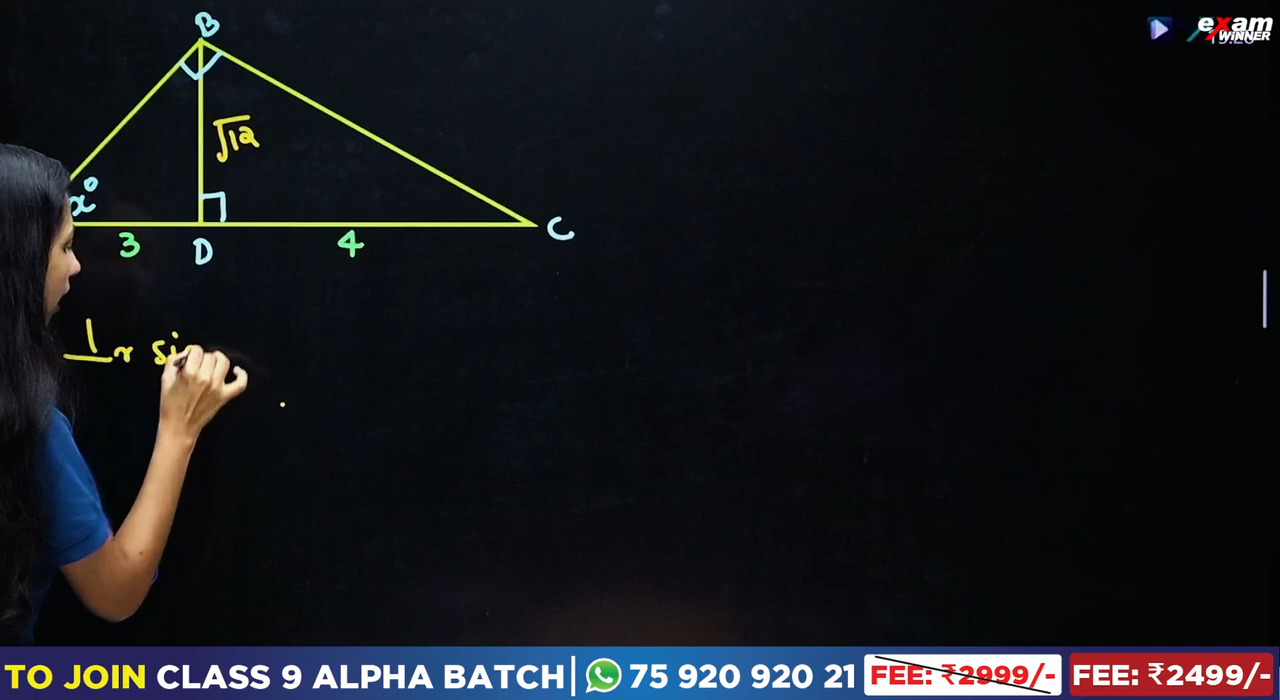 B
exam
WINNER
√12
x°
3
D
4
C
1
TO JOIN CLASS 9 ALPHA BATCH 75 920 920 21 FEE: ₹2999/- FEE: ₹2499/-